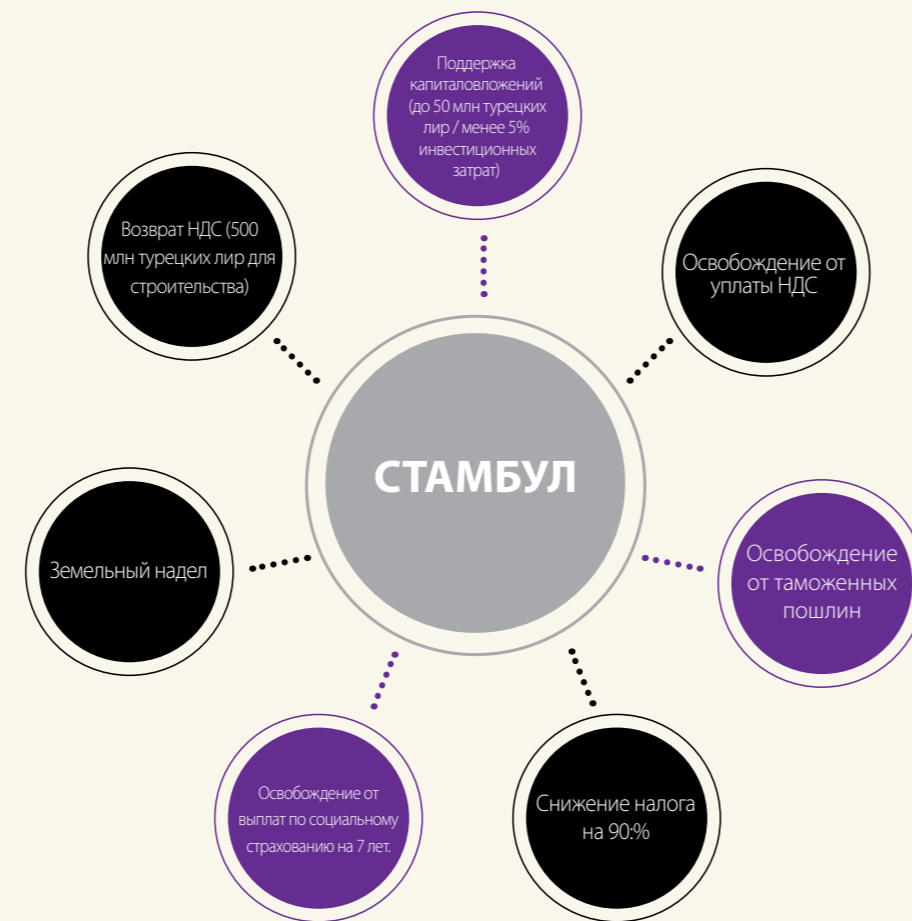 Поддержка
капиталовложений
(до 50 млн турецких
лир / менее 5%
инвестиционных
затрат)
Возврат НДС (500
млн турецких лир для
строительства)
Освобождение от
уплаты НДС
СТАМБУЛ
Земельный надел
Освобождение
от таможенных
пошлин
Освобождение от
выплат по социальному
страхованию на 7 лет.
Снижение налога
на 90:%